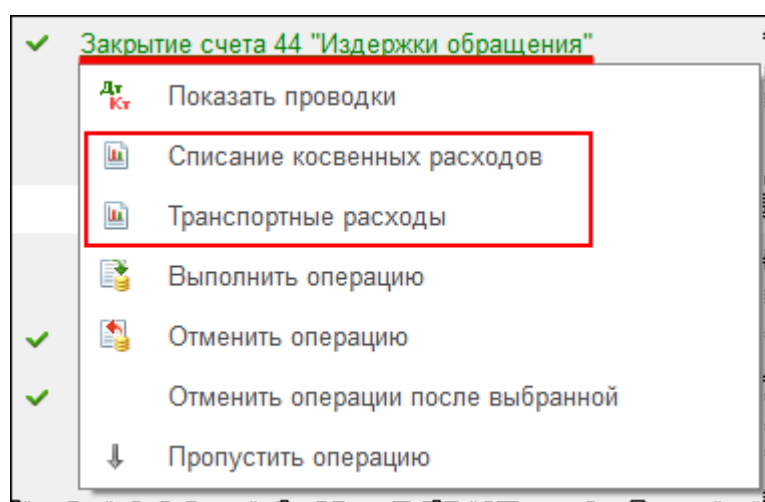 Закрытие счета 44 "Издержки обращения"
Дт Кт Показать проводки
Списание косвенных расходов
Транспортные расходы
Выполнить операцию
Отменить операцию
Отменить операции после выбранной
Пропустить операцию